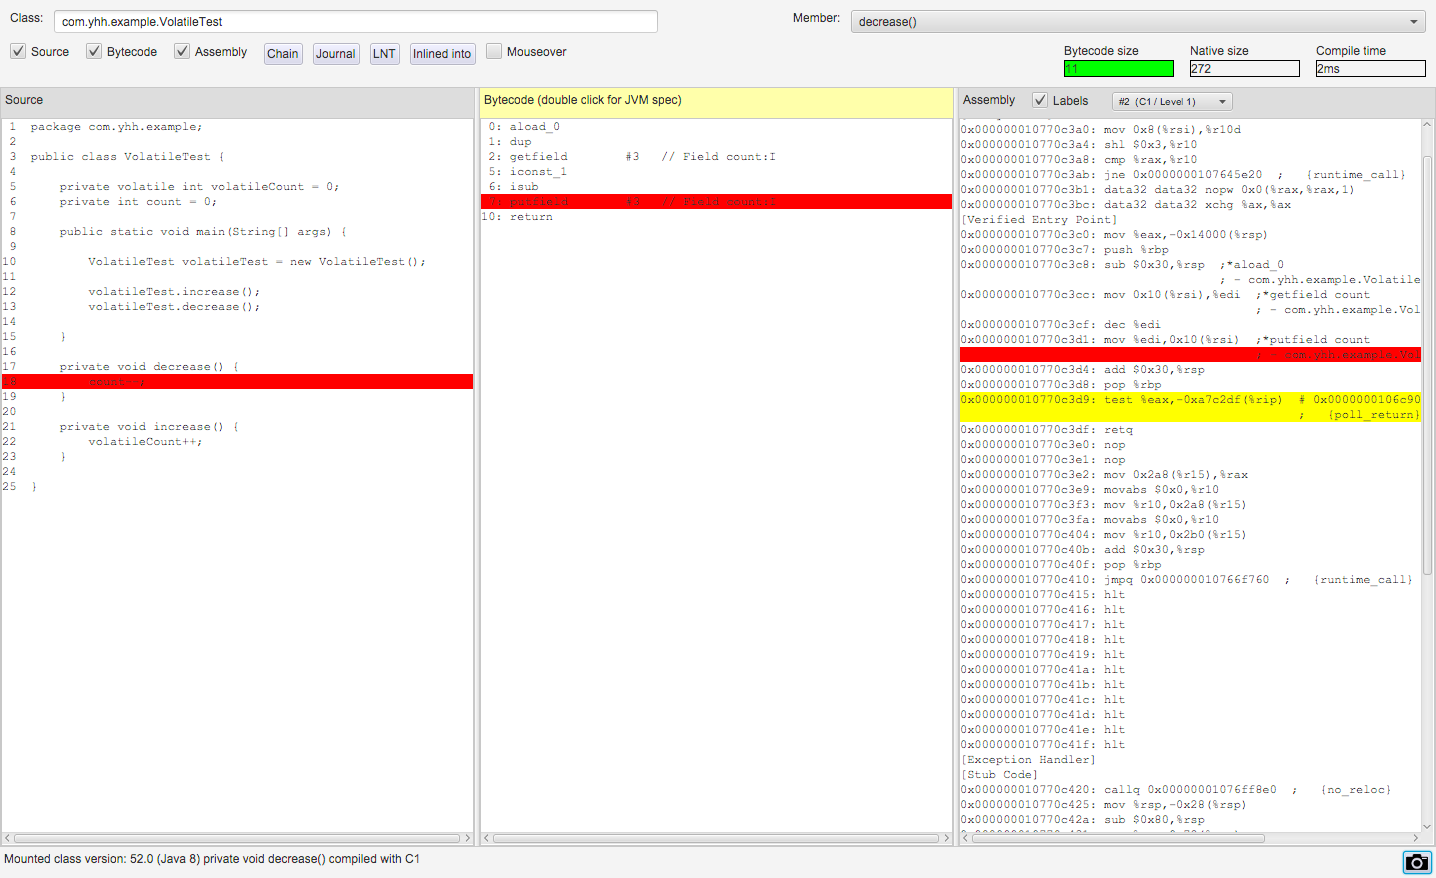 Class: com.yhh.example.VolatileTest Member: decrease()
Source Bytecode Assembly Chain Journal LNT Inlined into Mouseover
Bytecode size Native size Compile time
11 272 2ms
Source
1 package com.yhh.example;
2
3 public class VolatileTest {
4
5 private volatile int volatileCount = 0;
6 private int count = 0;
7
8 public static void main(String[] args) {
9
10 VolatileTest volatileTest = new VolatileTest();
11
12 volatileTest.increase();
13 volatileTest.decrease();
14
15 }
16
17 private void decrease() {
18 count--;
19 }
20
21 private void increase() {
22 volatileCount++;
23 }
24
25 }
Bytecode (double click for JVM spec)
0: aload_0
1: dup
2: getfield #3 // Field count:I
5: iconst_1
6: isub
7: putfield #3 // Field count:I
10: return
Assembly Labels #2 (C1 / Level 1)
0x000000010770c3a0: mov 0x8(%rsi),%r10d
0x000000010770c3a4: shl $0x3,%r10
0x000000010770c3a8: cmp %rax,%r10
0x000000010770c3ab: jne 0x0000000107645e20 ; {runtime_call}
0x000000010770c3b1: data32 data32 nopw 0x0(%rax,%rax,1)
0x000000010770c3bc: data32 data32 xchg %ax,%ax
[Verified Entry Point]
0x000000010770c3c0: mov %eax,-0x14000(%rsp)
0x000000010770c3c7: push %rbp
0x000000010770c3c8: sub $0x30,%rsp ;*aload_0
; - com.yhh.example.Volatile
0x000000010770c3cc: mov 0x10(%rsi),%edi ;*getfield count
; - com.yhh.example.Vol
0x000000010770c3cf: dec %edi
0x000000010770c3d1: mov %edi,0x10(%rsi) ;*putfield count
; - com.yhh.example.Vol
0x000000010770c3d4: add $0x30,%rsp
0x000000010770c3d8: pop %rbp
0x000000010770c3d9: test %eax,-0xa7c2df(%rip) # 0x0000000106c90
; {poll_return}
0x000000010770c3df: retq
0x000000010770c3e0: nop
0x000000010770c3e1: nop
0x000000010770c3e2: mov 0x2a8(%r15),%rax
0x000000010770c3e9: movabs $0x0,%r10
0x000000010770c3f3: mov %r10,0x2a8(%r15)
0x000000010770c3fa: movabs $0x0,%r10
0x000000010770c404: mov %r10,0x2b0(%r15)
0x000000010770c40b: add $0x30,%rsp
0x000000010770c40f: pop %rbp
0x000000010770c410: jmpq 0x000000010766f760 ; {runtime_call}
0x000000010770c415: hlt
0x000000010770c416: hlt
0x000000010770c417: hlt
0x000000010770c418: hlt
0x000000010770c419: hlt
0x000000010770c41a: hlt
0x000000010770c41b: hlt
0x000000010770c41c: hlt
0x000000010770c41d: hlt
0x000000010770c41e: hlt
0x000000010770c41f: hlt
[Exception Handler]
[Stub Code]
0x000000010770c420: callq 0x00000001076ff8e0 ; {no_reloc}
0x000000010770c425: mov %rsp,-0x28(%rsp)
0x000000010770c42a: sub $0x80,%rsp
Mounted class version: 52.0 (Java 8) private void decrease() compiled with C1